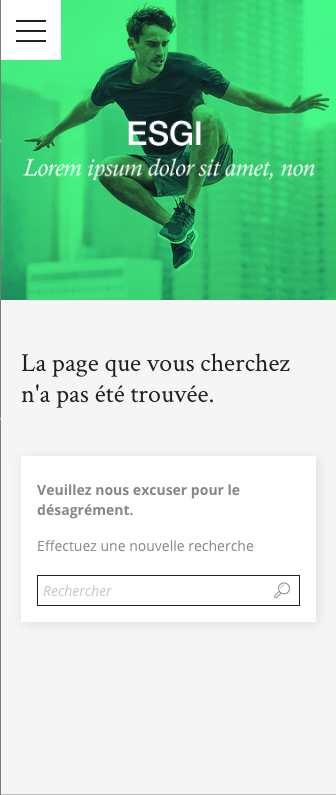 ESGI
Lorem ipsum dolor sit amet, non
La page que vous cherchez
n'a pas été trouvée.
Veuillez nous excuser pour le
désagrément.
Effectuez une nouvelle recherche
Rechercher